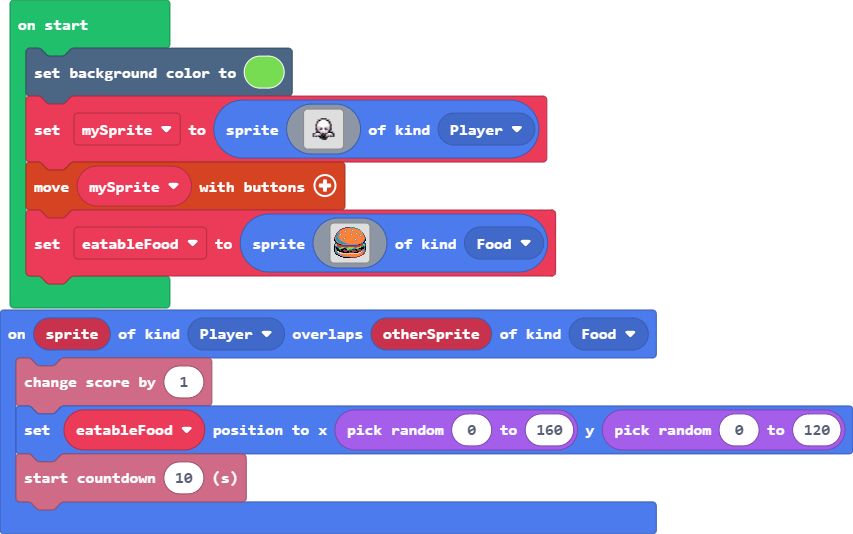 on start
set background color to
set mySprite to sprite of kind Player
move mySprite with buttons
set eatableFood to sprite of kind Food
on sprite of kind Player overlaps otherSprite of kind Food
change score by 1
set eatableFood position to x pick random 0 to 160 y pick random 0 to 120
start countdown 10 (s)